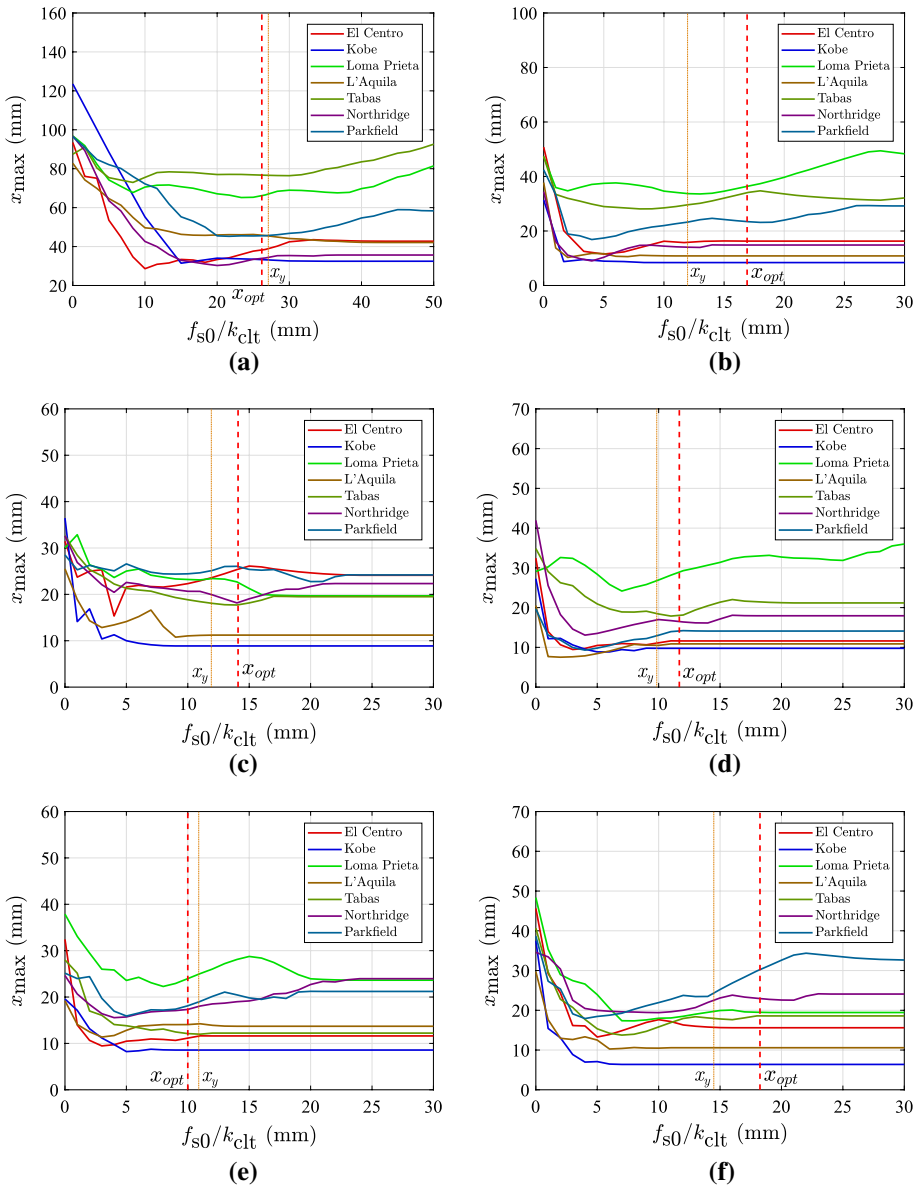 160
140
120
100
80
60
40
20
x_max (mm)
El Centro
Kobe
Loma Prieta
L'Aquila
Tabas
Northridge
Parkfield
0 10 20 30 40 50
x_opt x_y
f_s0/k_clt (mm)
(a)
100
80
60
40
20
0
x_max (mm)
El Centro
Kobe
Loma Prieta
L'Aquila
Tabas
Northridge
Parkfield
x_y x_opt
0 5 10 15 20 25 30
f_s0/k_clt (mm)
(b)
60
50
40
30
20
10
0
x_max (mm)
El Centro
Kobe
Loma Prieta
L'Aquila
Tabas
Northridge
Parkfield
x_y x_opt
0 5 10 15 20 25 30
f_s0/k_clt (mm)
(c)
70
60
50
40
30
20
10
0
x_max (mm)
El Centro
Kobe
Loma Prieta
L'Aquila
Tabas
Northridge
Parkfield
x_y x_opt
0 5 10 15 20 25 30
f_s0/k_clt (mm)
(d)
60
50
40
30
20
10
0
x_max (mm)
El Centro
Kobe
Loma Prieta
L'Aquila
Tabas
Northridge
Parkfield
x_opt x_y
0 5 10 15 20 25 30
f_s0/k_clt (mm)
(e)
70
60
50
40
30
20
10
0
x_max (mm)
El Centro
Kobe
Loma Prieta
L'Aquila
Tabas
Northridge
Parkfield
x_y x_opt
0 5 10 15 20 25 30
f_s0/k_clt (mm)
(f)